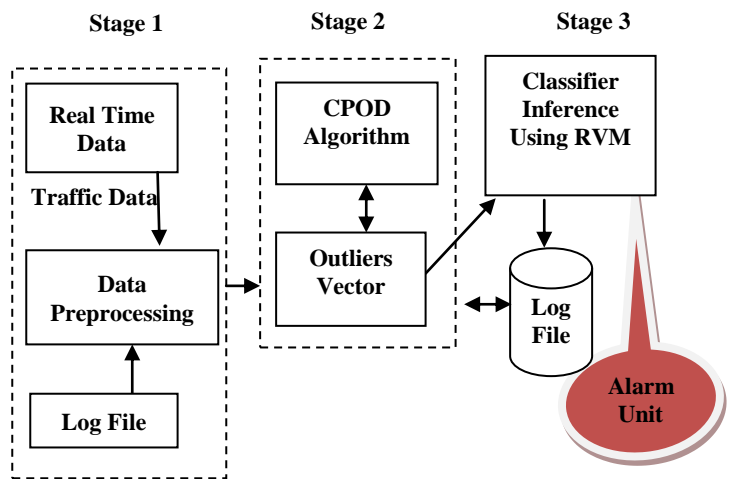 Stage 1
Stage 2
Stage 3
Real Time
Data
Traffic Data
Data
Preprocessing
Log File
CPOD
Algorithm
Outliers
Vector
Classifier
Inference
Using RVM
Log
File
Alarm
Unit